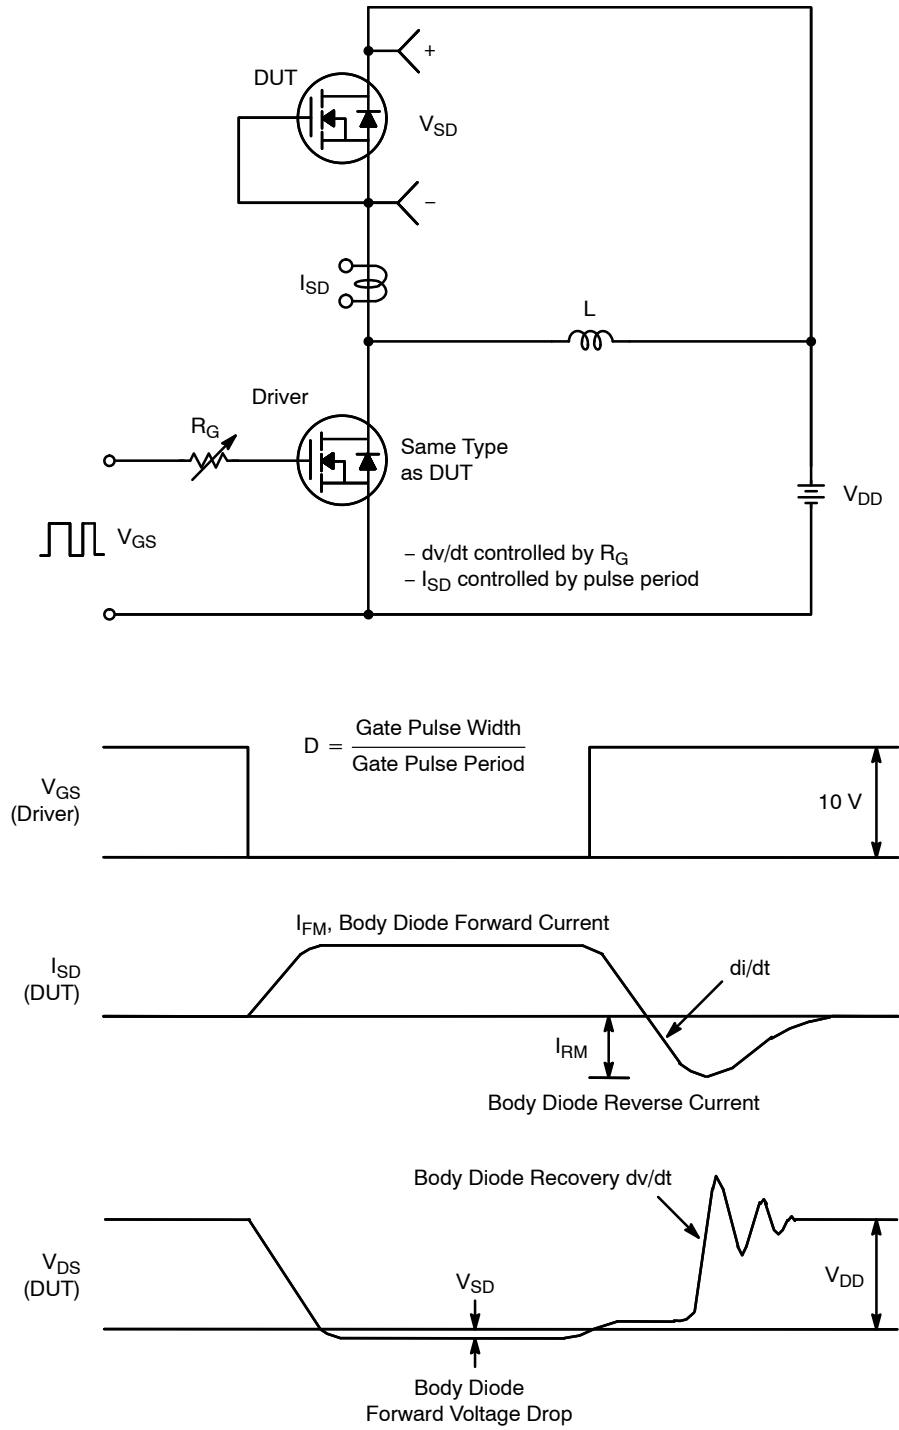 DUT
+
V_SD
−
I_SD
L
Driver
R_G
Same Type
as DUT
V_DD
V_GS
− dv/dt controlled by R_G
− I_SD controlled by pulse period
D = Gate Pulse Width
Gate Pulse Period
V_GS
(Driver)
10 V
I_FM, Body Diode Forward Current
I_SD
(DUT)
di/dt
I_RM
Body Diode Reverse Current
Body Diode Recovery dv/dt
V_DS
(DUT)
V_SD
V_DD
Body Diode
Forward Voltage Drop